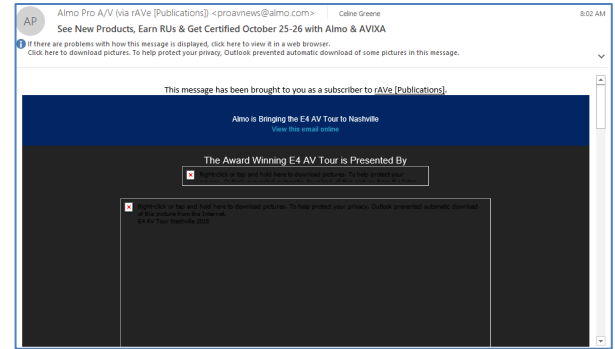 AP
Almo Pro A/V (via rAVe [Publications]) <proavnews@almo.com>
Celine Greene
8:02 AM
See New Products, Earn RUs & Get Certified October 25-26 with Almo & AVIXA
If there are problems with how this message is displayed, click here to view it in a web browser.
Click here to download pictures. To help protect your privacy, Outlook prevented automatic download of some pictures in this message.
This message has been brought to you as a subscriber to rAVe [Publications].
Almo is Bringing the E4 AV Tour to Nashville
View this email online
The Award Winning E4 AV Tour is Presented By
Right-click or tap and hold here to download pictures. To help protect your
Right-click or tap and hold here to download pictures. To help protect your privacy, Outlook prevented automatic download
of this picture from the Internet.
E4 AV Tour Nashville 2018